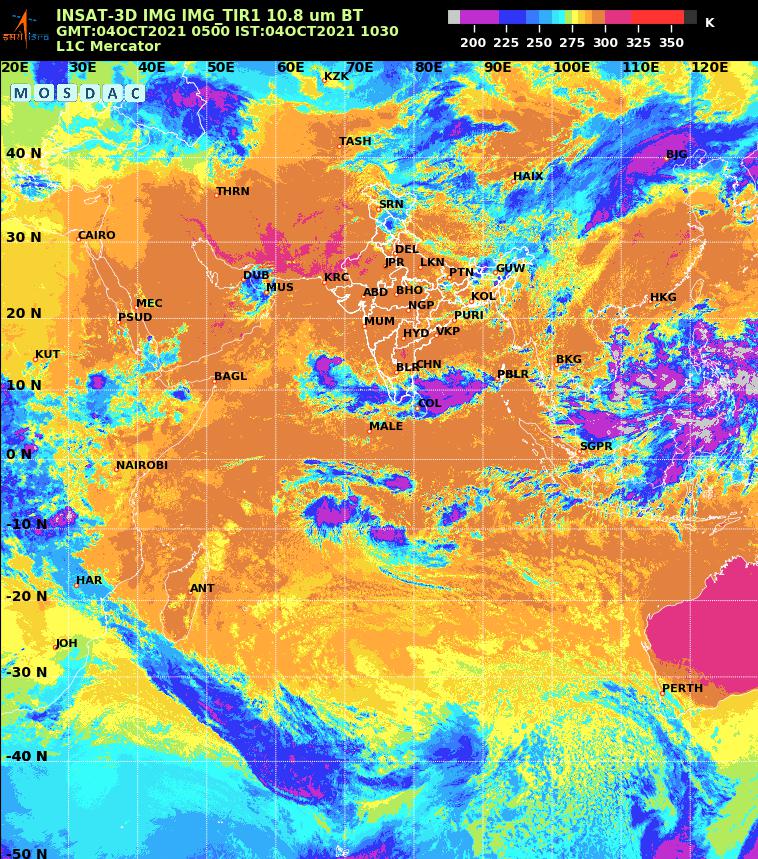 INSAT-3D IMG IMG_TIR1 10.8 um BT
GMT:04OCT2021 0500 IST:04OCT2021 1030
L1C Mercator
K
200 225 250 275 300 325 350
20E 30E 40E 50E 60E 70E 80E 90E 100E 110E 120E
KZK
MOSDAC
TASH
40 N
BJG
HAIX
THRN
SRN
30 N
CAIRO
DEL
JPR LKN
PTN GUW
DUB
MUS
KRC
ABD BHO
KOL
HKG
MEC
NGP
20 N
PSUD
PURI
MUM
HYD VKP
KUT
BKG
BLR CHN
BAGL
PBLR
10 N
COL
MALE
SGPR
0 N
NAIROBI
-10 N
HAR
ANT
-20 N
JOH
-30 N
PERTH
-40 N
-50 N